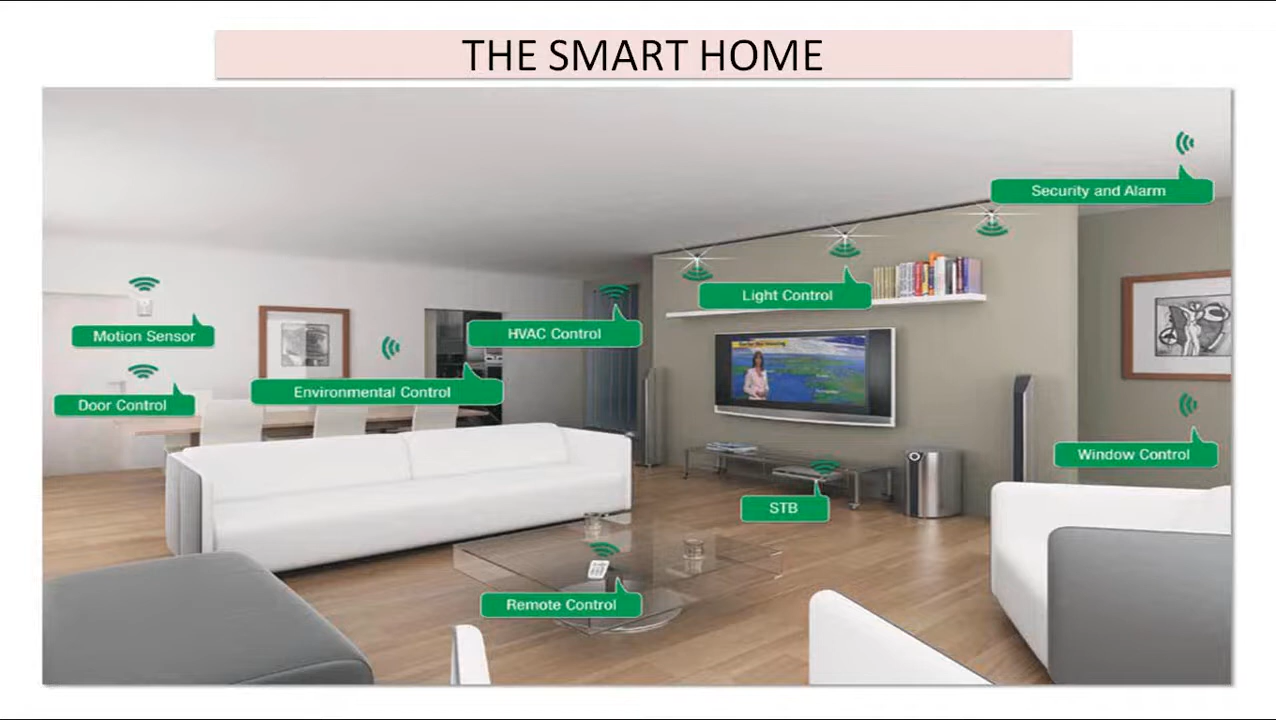 THE SMART HOME
Security and Alarm
Light Control
HVAC Control
Motion Sensor
Environmental Control
Door Control
Window Control
STB
Remote Control